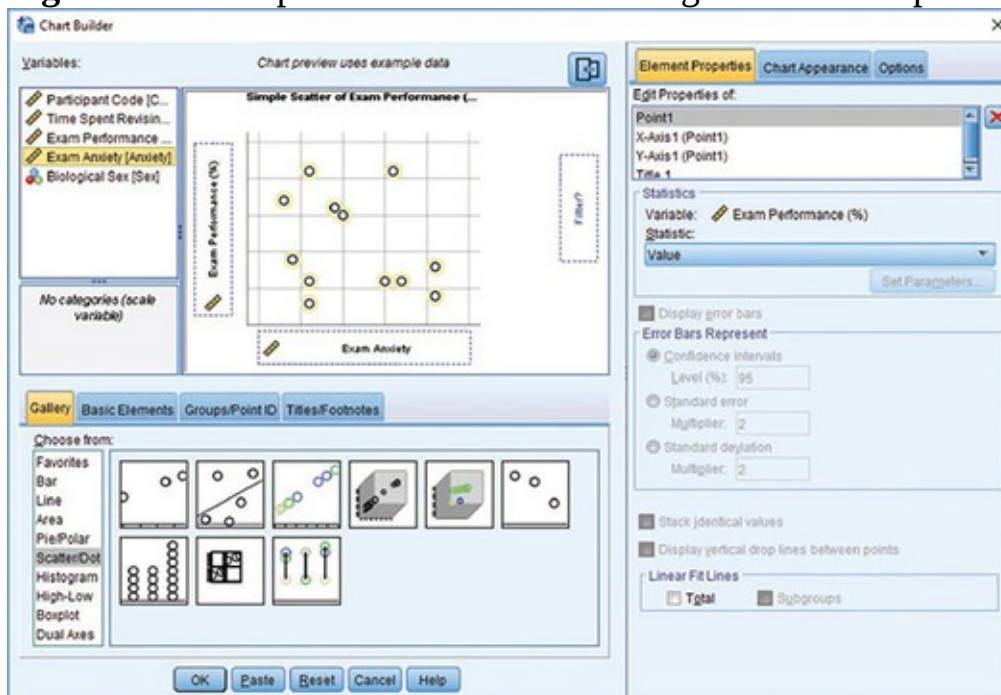 Chart Builder
Variables:
Chart preview uses example data
Participant Code [C...
Time Spent Revisin...
Exam Performance ...
Exam Anxiety [Anxiety]
Biological Sex [Sex]
No categories (scale
variable)
Simple Scatter of Exam Performance (...
Exam Performance (%)
Filter?
Exam Anxiety
Gallery
Basic Elements
Groups/Point ID
Titles/Footnotes
Choose from:
Favorites
Bar
Line
Area
Pie/Polar
Scatter/Dot
Histogram
High-Low
Boxplot
Dual Axes
OK
Paste
Reset
Cancel
Help
Element Properties
Chart Appearance
Options
Edit Properties of:
Point1
X-Axis1 (Point1)
Y-Axis1 (Point1)
Title 1
Statistics
Variable: Exam Performance (%)
Statistic:
Value
Set Parameters...
Display error bars
Error Bars Represent
Confidence intervals
Level (%): 95
Standard error
Multiplier: 2
Standard deviation
Multiplier: 2
Stack identical values
Display vertical drop lines between points
Linear Fit Lines
Total
Subgroups